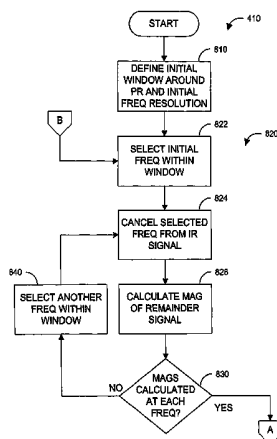 START
410
810
DEFINE INITIAL
WINDOW AROUND
PR AND INITIAL
FREQ RESOLUTION
B
822
820
SELECT INITIAL
FREQ WITHIN
WINDOW
824
CANCEL SELECTED
FREQ FROM IR
SIGNAL
840
SELECT ANOTHER
FREQ WITHIN
WINDOW
828
CALCULATE MAG
OF REMAINDER
SIGNAL
830
MAGS
CALCULATED
AT EACH
FREQ?
NO
YES
A